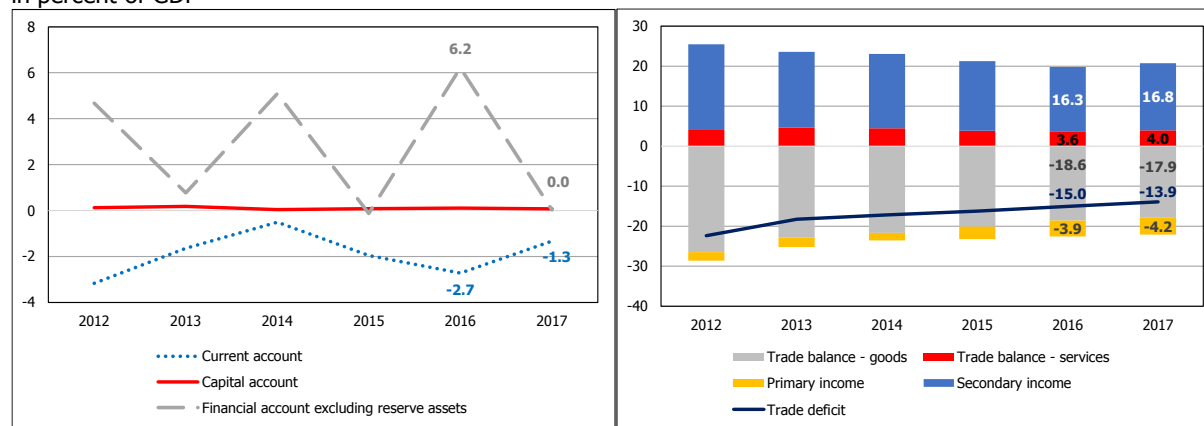 in percent of GDP
8
6
4
2
0
-2
-4
6.2
0.0
-1.3
-2.7
2012 2013 2014 2015 2016 2017
Current account
Capital account
Financial account excluding reserve assets
30
20
10
0
-10
-20
-30
-40
16.3 16.8
3.6 4.0
-18.6 -17.9
-15.0 -13.9
-3.9 -4.2
2012 2013 2014 2015 2016 2017
Trade balance - goods Trade balance - services
Primary income Secondary income
Trade deficit